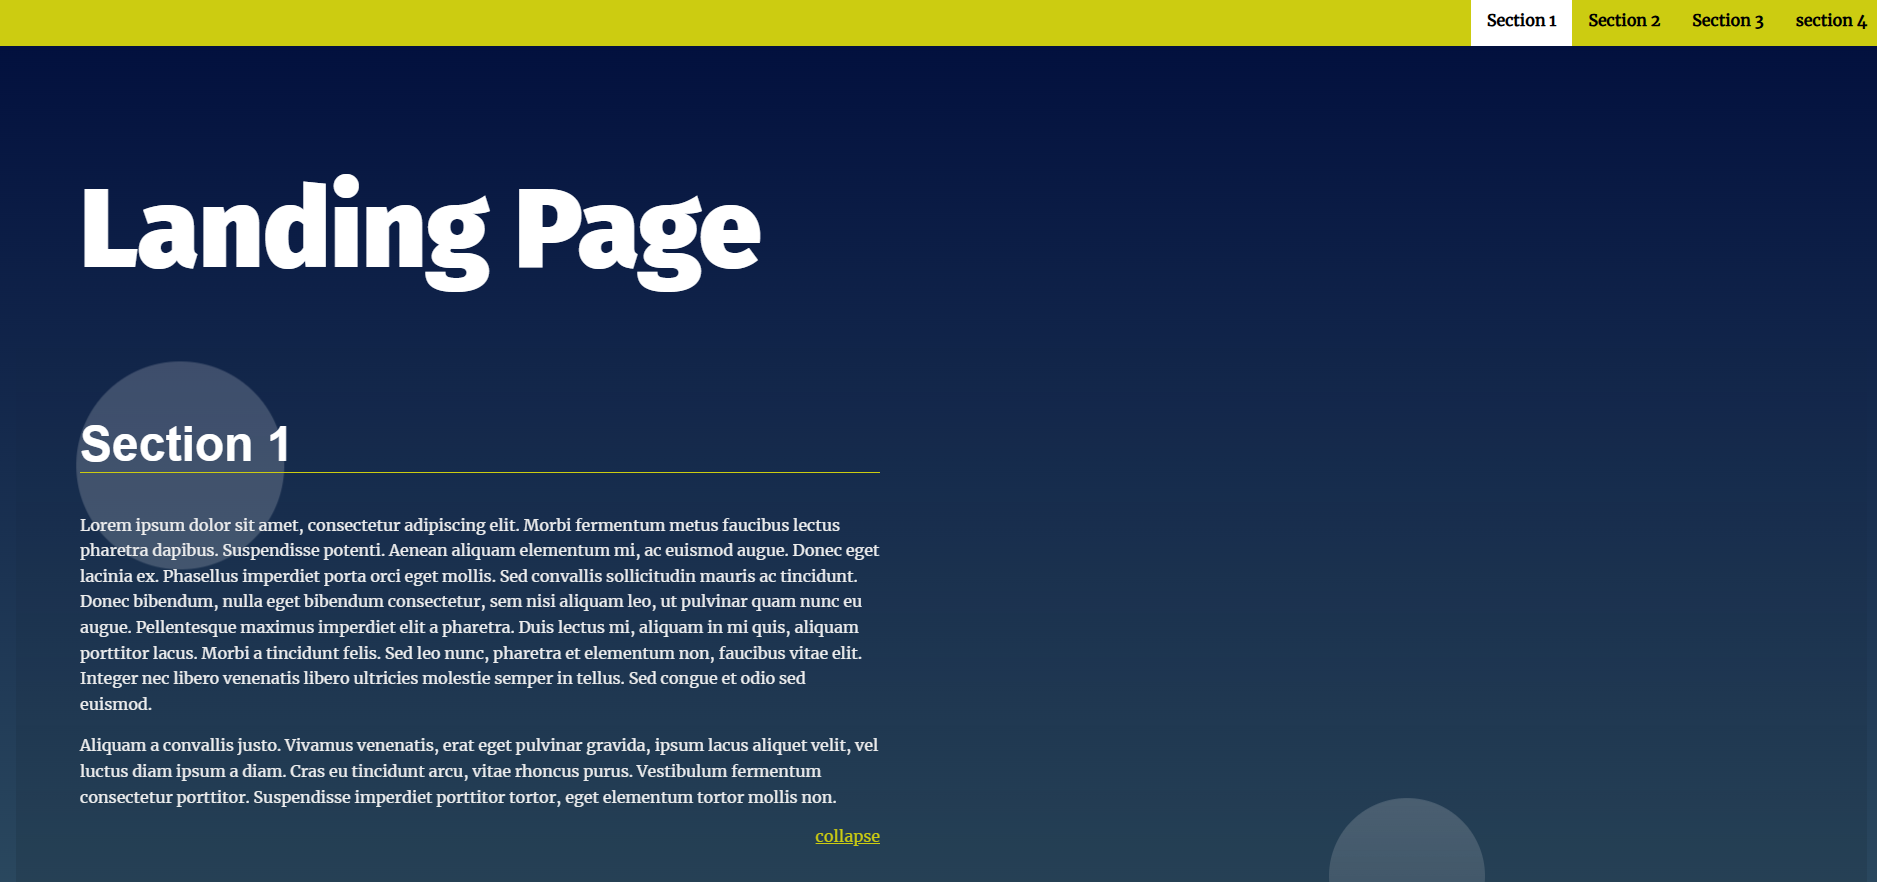 Section 1 Section 2 Section 3 section 4
Landing Page
Section 1
Lorem ipsum dolor sit amet, consectetur adipiscing elit. Morbi fermentum metus faucibus lectus
pharetra dapibus. Suspendisse potenti. Aenean aliquam elementum mi, ac euismod augue. Donec eget
lacinia ex. Phasellus imperdiet porta orci eget mollis. Sed convallis sollicitudin mauris ac tincidunt.
Donec bibendum, nulla eget bibendum consectetur, sem nisi aliquam leo, ut pulvinar quam nunc eu
augue. Pellentesque maximus imperdiet elit a pharetra. Duis lectus mi, aliquam in mi quis, aliquam
porttitor lacus. Morbi a tincidunt felis. Sed leo nunc, pharetra et elementum non, faucibus vitae elit.
Integer nec libero venenatis libero ultricies molestie semper in tellus. Sed congue et odio sed
euismod.
Aliquam a convallis justo. Vivamus venenatis, erat eget pulvinar gravida, ipsum lacus aliquet velit, vel
luctus diam ipsum a diam. Cras eu tincidunt arcu, vitae rhoncus purus. Vestibulum fermentum
consectetur porttitor. Suspendisse imperdiet porttitor tortor, eget elementum tortor mollis non.
collapse